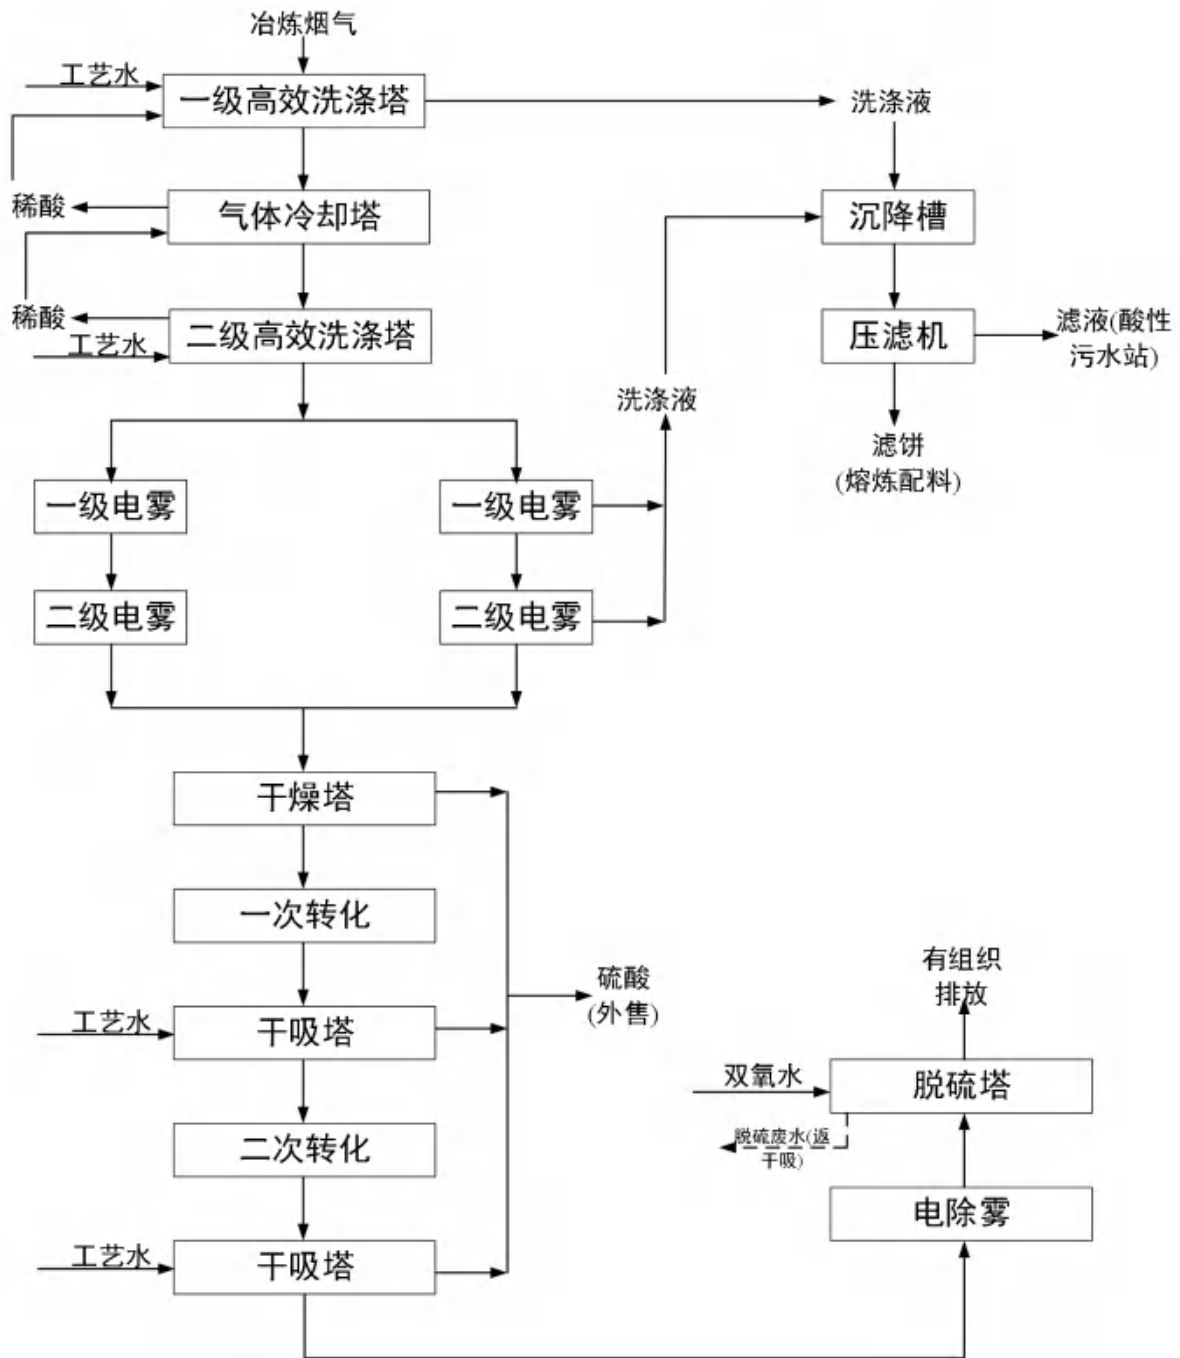 冶炼烟气
工艺水
一级高效洗涤塔
洗涤液
稀酸
气体冷却塔
沉降槽
稀酸
工艺水
二级高效洗涤塔
压滤机
滤液(酸性
污水站)
洗涤液
滤饼
(熔炼配料)
一级电雾
一级电雾
二级电雾
二级电雾
干燥塔
一次转化
硫酸
(外售)
有组织
排放
工艺水
干吸塔
双氧水
脱硫塔
脱硫废水(返
干吸)
二次转化
电除雾
工艺水
干吸塔